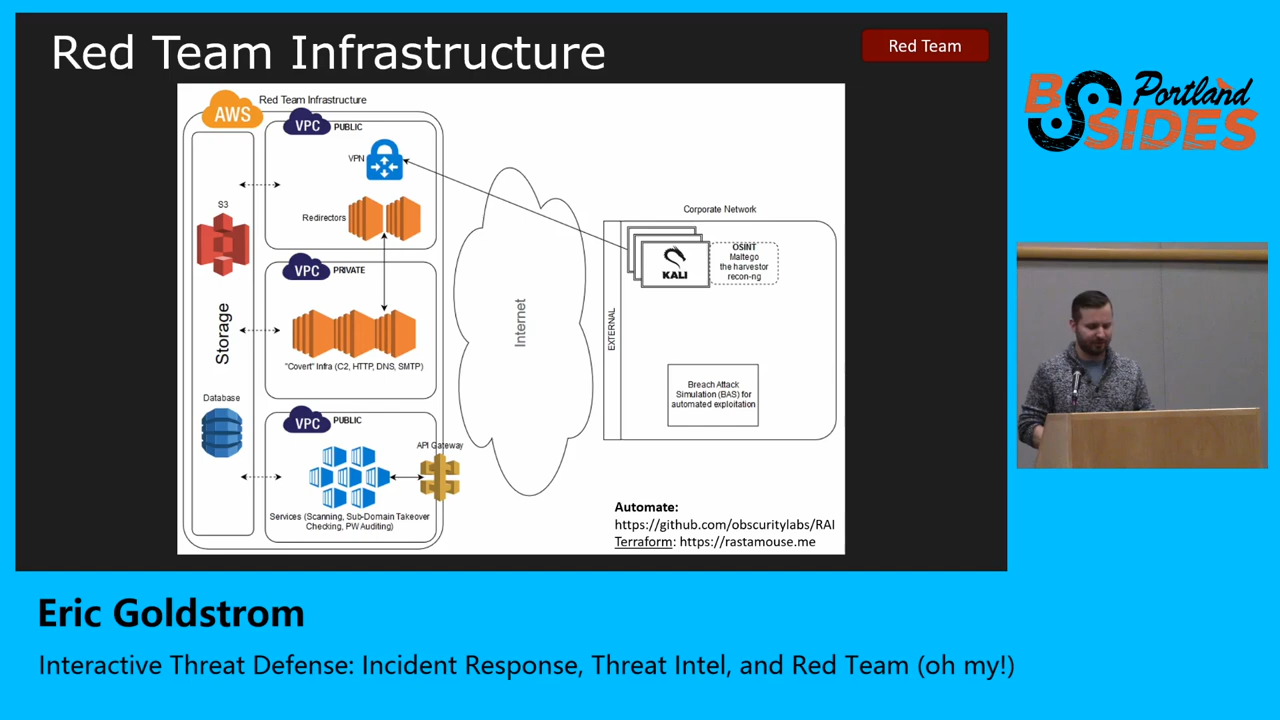 Red Team Infrastructure
Red Team
B SIDES
Portland
AWS
Red Team Infrastructure
VPC
PUBLIC
VPN
Redirectors
S3
VPC
PRIVATE
"Covert" Infra (C2, HTTP, DNS, SMTP)
Storage
Database
VPC
PUBLIC
API Gateway
Services (Scanning, Sub-Domain Takeover
Checking, PW Auditing)
Internet
Corporate Network
EXTERNAL
KALI
OSINT
Maltego
the harvestor
recon-ng
Breach Attack
Simulation (BAS) for
automated exploitation
Automate:
https://github.com/obscuritylabs/RAI
Terraform: https://rastamouse.me
Eric Goldstrom
Interactive Threat Defense: Incident Response, Threat Intel, and Red Team (oh my!)